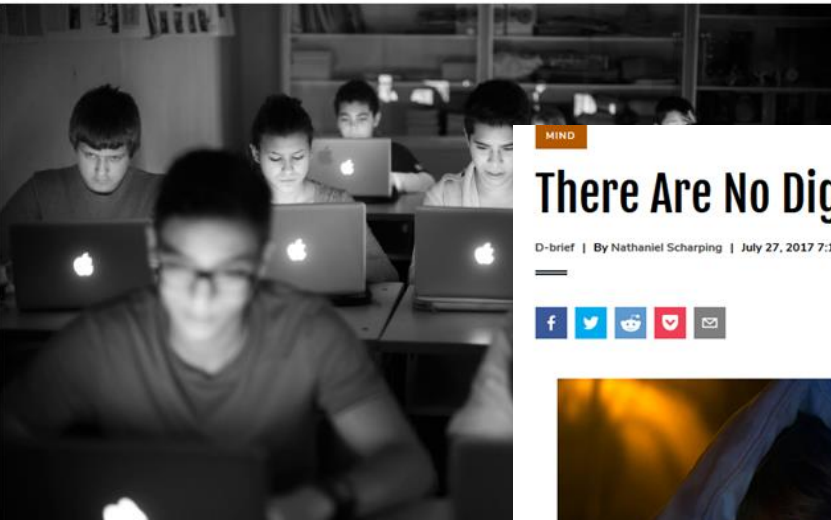 MIND
There Are No Dig
D-brief | By Nathaniel Scharping | July 27, 2017 7:1